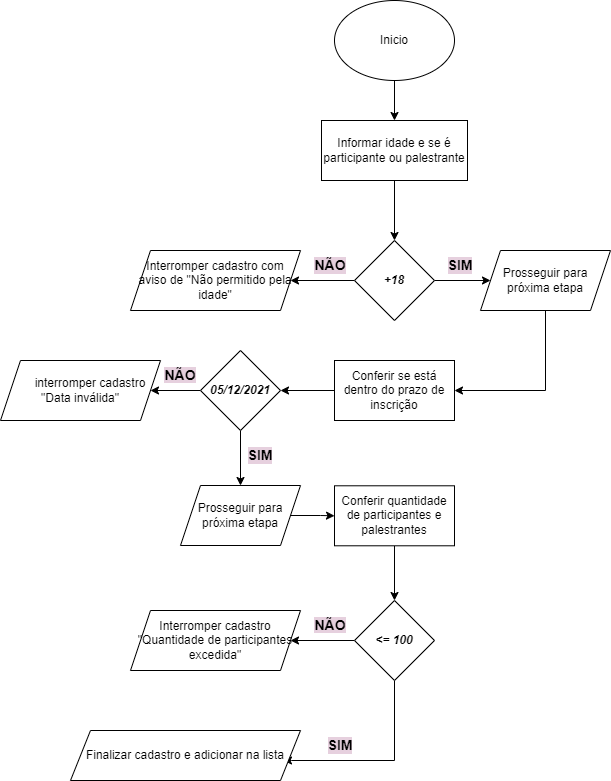 Inicio
Informar idade e se é
participante ou palestrante
NÃO
SIM
+18
Interromper cadastro com
aviso de "Não permitido pela
idade"
Prosseguir para
próxima etapa
NÃO
05/12/2021
interromper cadastro
"Data inválida"
Conferir se está
dentro do prazo de
inscrição
SIM
Prosseguir para
próxima etapa
Conferir quantidade
de participantes e
palestrantes
NÃO
<= 100
Interromper cadastro
"Quantidade de participantes
excedida"
SIM
Finalizar cadastro e adicionar na lista